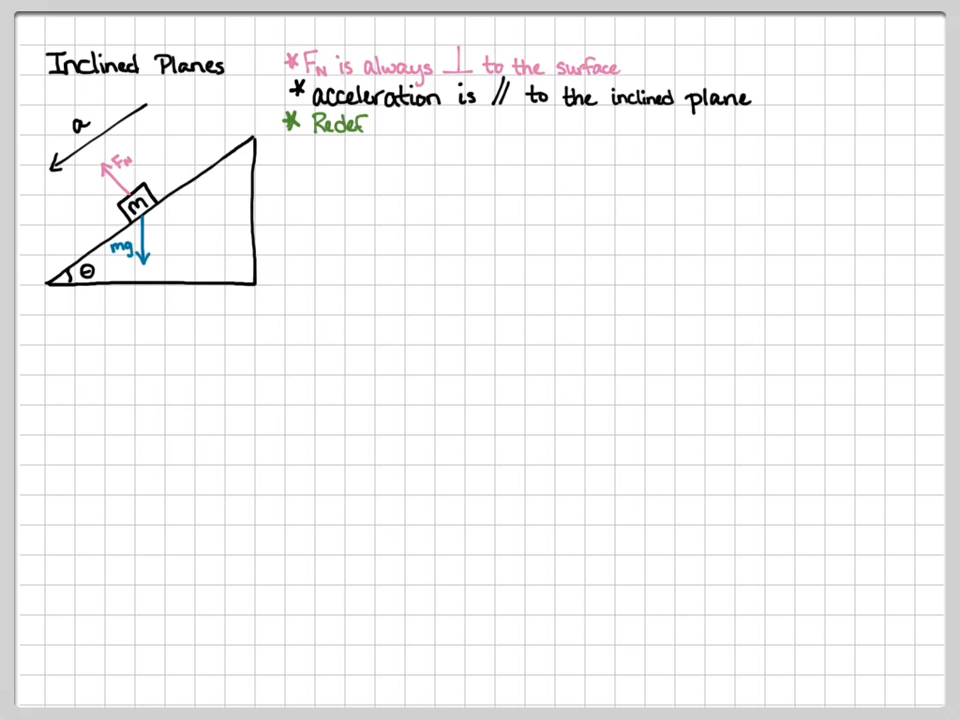 Inclined Planes
* FN is always ⊥ to the surface
* acceleration is // to the inclined plane
* Redef
a
FN
m
mg
θ